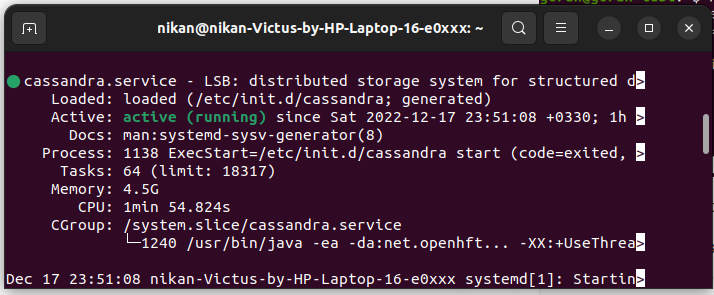 nikan@nikan-Victus-by-HP-Laptop-16-e0xxx: ~
cassandra.service - LSB: distributed storage system for structured d>
Loaded: loaded (/etc/init.d/cassandra; generated)
Active: active (running) since Sat 2022-12-17 23:51:08 +0330; 1h >
Docs: man:systemd-sysv-generator(8)
Process: 1138 ExecStart=/etc/init.d/cassandra start (code=exited, >
Tasks: 64 (limit: 18317)
Memory: 4.5G
CPU: 1min 54.824s
CGroup: /system.slice/cassandra.service
└─1240 /usr/bin/java -ea -da:net.openhft... -XX:+UseThrea>
Dec 17 23:51:08 nikan-Victus-by-HP-Laptop-16-e0xxx systemd[1]: Startin>